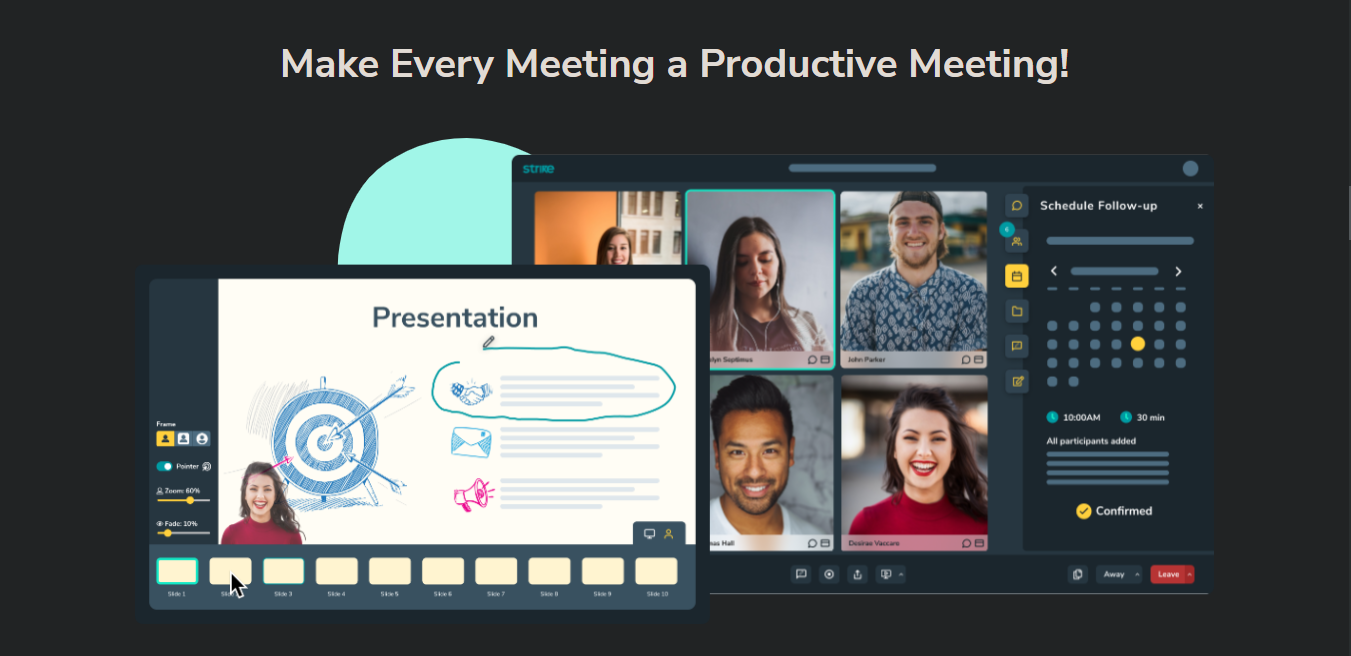 Make Every Meeting a Productive Meeting!
Schedule Follow-up
John Parker
Desirae Vaccaro
10:00AM
30 min
All participants added
Confirmed
Away
Leave
Presentation
Frame
Pointer
Zoom: 60%
Fade: 10%
Slide 1
Slide 3
Slide 4
Slide 5
Slide 6
Slide 7
Slide 8
Slide 9
Slide 10